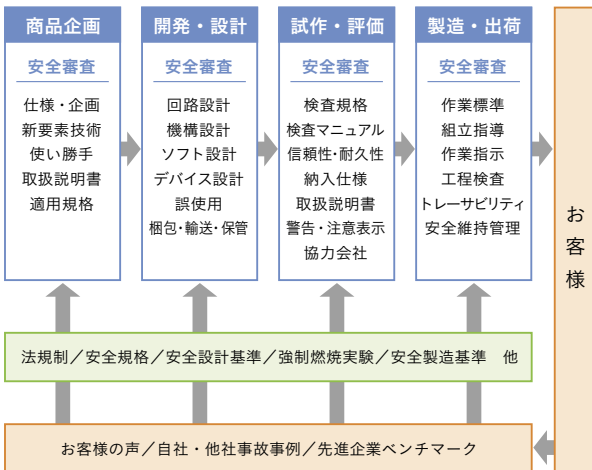 商品企画
安全審査
仕様・企画
新要素技術
使い勝手
取扱説明書
適用規格
開発・設計
安全審査
回路設計
機構設計
ソフト設計
デバイス設計
誤使用
梱包・輸送・保管
試作・評価
安全審査
検査規格
検査マニュアル
信頼性・耐久性
納入仕様
取扱説明書
警告・注意表示
協力会社
製造・出荷
安全審査
作業標準
組立指導
作業指示
工程検査
トレーサビリティ
安全維持管理
お客様
法規制／安全規格／安全設計基準／強制燃焼実験／安全製造基準　他
お客様の声／自社・他社事故事例／先進企業ベンチマーク